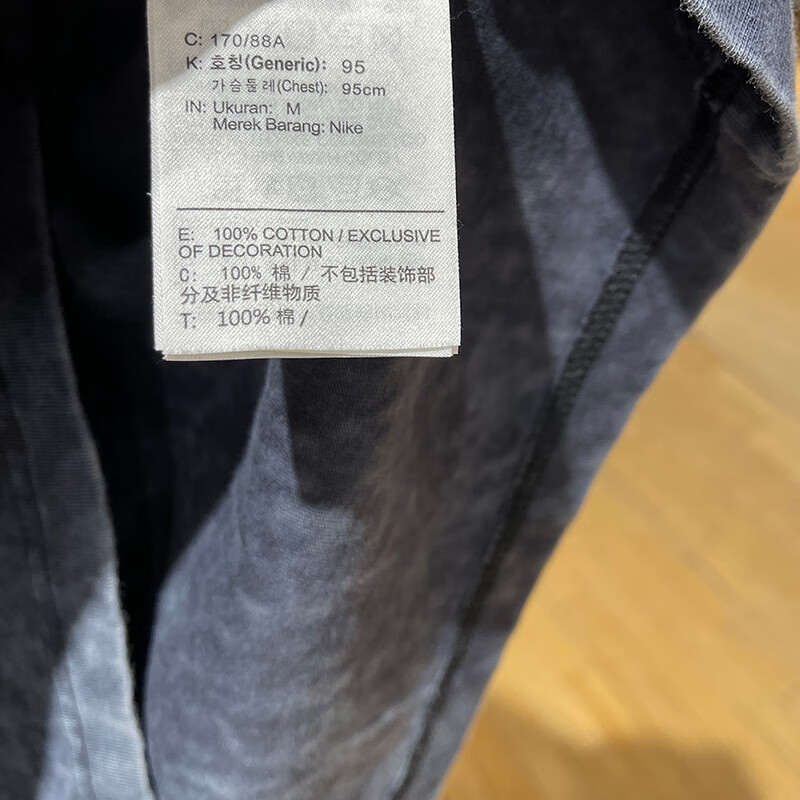 C: 170/88A
K: 호칭(Generic): 95
가슴둘레(Chest): 95cm
IN: Ukuran: M
Merek Barang: Nike
E: 100% COTTON / EXCLUSIVE
OF DECORATION
C: 100% 棉 / 不包括装饰部
分及非纤维物质
T: 100% 棉 /